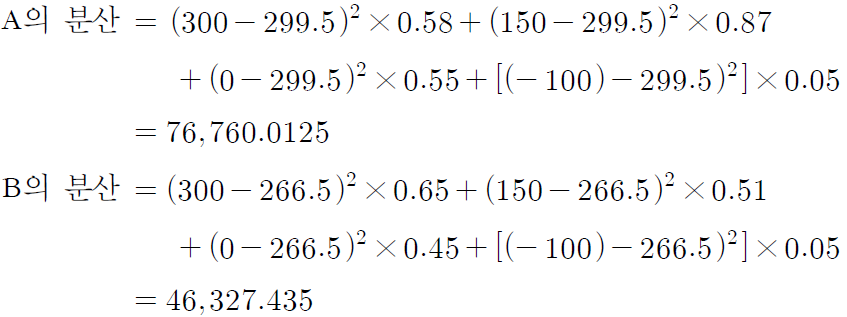 A의 분산 = (300 − 299.5)² × 0.58 + (150 − 299.5)² × 0.87
+ (0 − 299.5)² × 0.55 + [(− 100) − 299.5)²] × 0.05
= 76,760.0125
B의 분산 = (300 − 266.5)² × 0.65 + (150 − 266.5)² × 0.51
+ (0 − 266.5)² × 0.45 + [(− 100) − 266.5)²] × 0.05
= 46,327.435